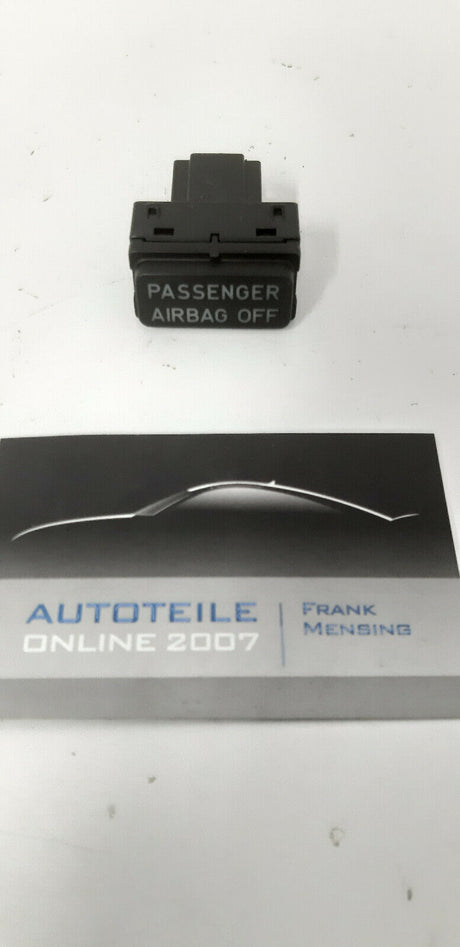 PASSENGER
AIRBAG OFF
AUTOTEILE
ONLINE 2007
FRANK
MENSING